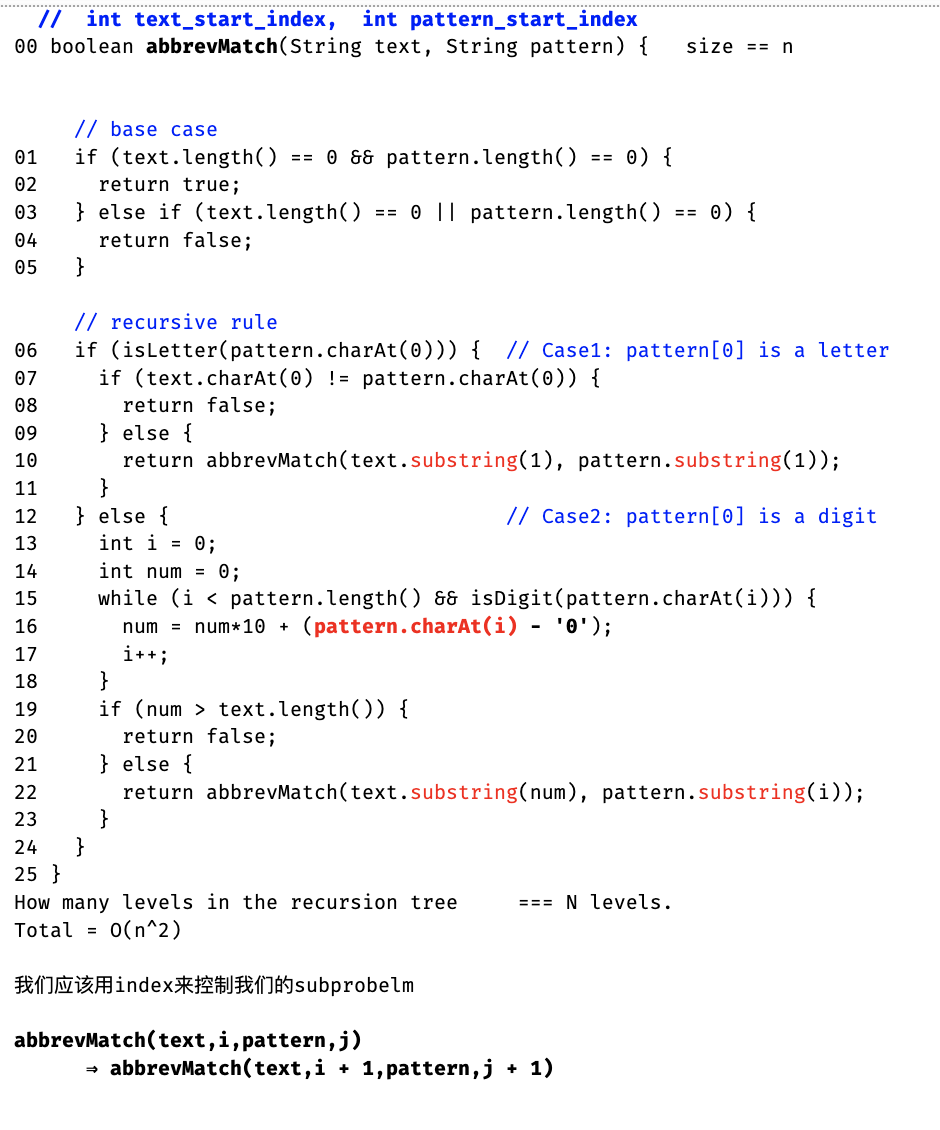 // int text_start_index, int pattern_start_index
00 boolean abbrevMatch(String text, String pattern) { size == n
// base case
01 if (text.length() == 0 && pattern.length() == 0) {
02 return true;
03 } else if (text.length() == 0 || pattern.length() == 0) {
04 return false;
05 }
// recursive rule
06 if (isLetter(pattern.charAt(0))) { // Case1: pattern[0] is a letter
07 if (text.charAt(0) != pattern.charAt(0)) {
08 return false;
09 } else {
10 return abbrevMatch(text.substring(1), pattern.substring(1));
11 }
12 } else { // Case2: pattern[0] is a digit
13 int i = 0;
14 int num = 0;
15 while (i < pattern.length() && isDigit(pattern.charAt(i))) {
16 num = num*10 + (pattern.charAt(i) - '0');
17 i++;
18 }
19 if (num > text.length()) {
20 return false;
21 } else {
22 return abbrevMatch(text.substring(num), pattern.substring(i));
23 }
24 }
25 }
How many levels in the recursion tree === N levels.
Total = O(n^2)
我们应该用index来控制我们的subprobelm
abbrevMatch(text,i,pattern,j)
⇒ abbrevMatch(text,i + 1,pattern,j + 1)